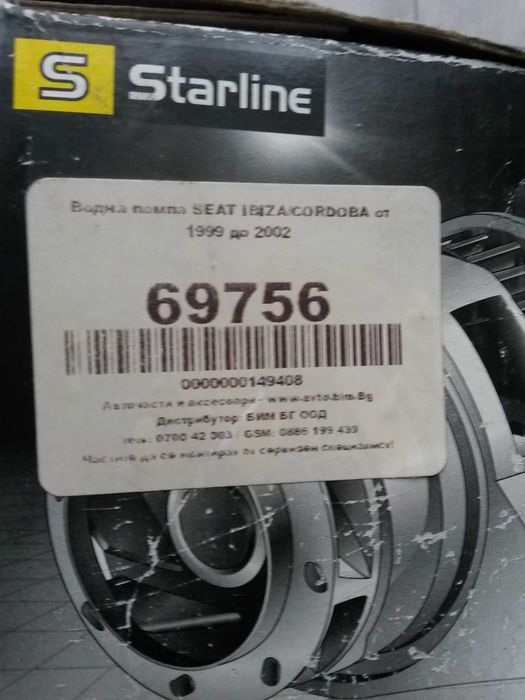 S Starline
Водна помпа SEAT IBIZA/CORDOBA от
1999 до 2002
69756
0000000149408
Авточасти и аксесоари - www.avto-bim-Bg
Дистрибутор: БИМ БГ ООД
тел.: 0700 42 303 / GSM: 0886 199 439
Частите да се монтират от сервизен специалист!